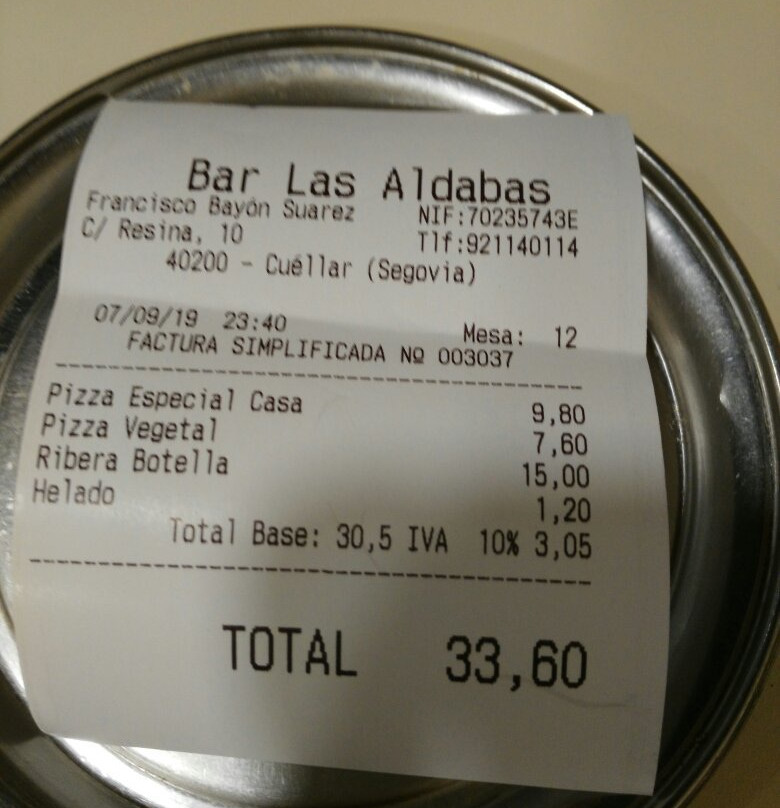 Bar Las Aldabas
Francisco Bayón Suarez NIF:70235743E
C/ Resina, 10 Tlf:921140114
40200 - Cuéllar (Segovia)
07/09/19 23:40 Mesa: 12
FACTURA SIMPLIFICADA Nº 003037
Pizza Especial Casa 9,80
Pizza Vegetal 7,60
Ribera Botella 15,00
Helado 1,20
Total Base: 30,5 IVA 10% 3,05
TOTAL 33,60